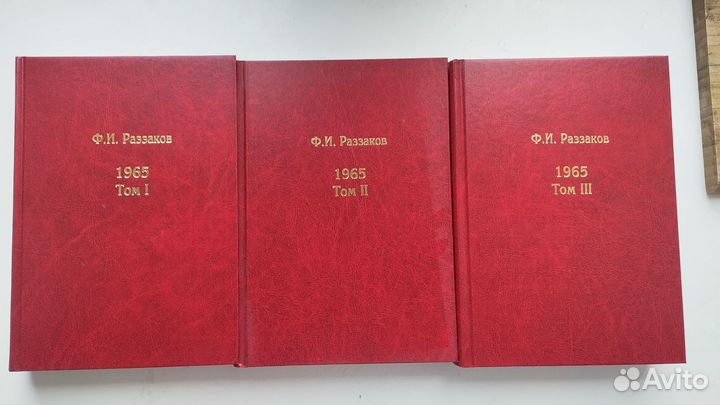 Ф.И. Раззаков
1965
Том I
Ф.И. Раззаков
1965
Том II
Ф.И. Раззаков
1965
Том III
Avito